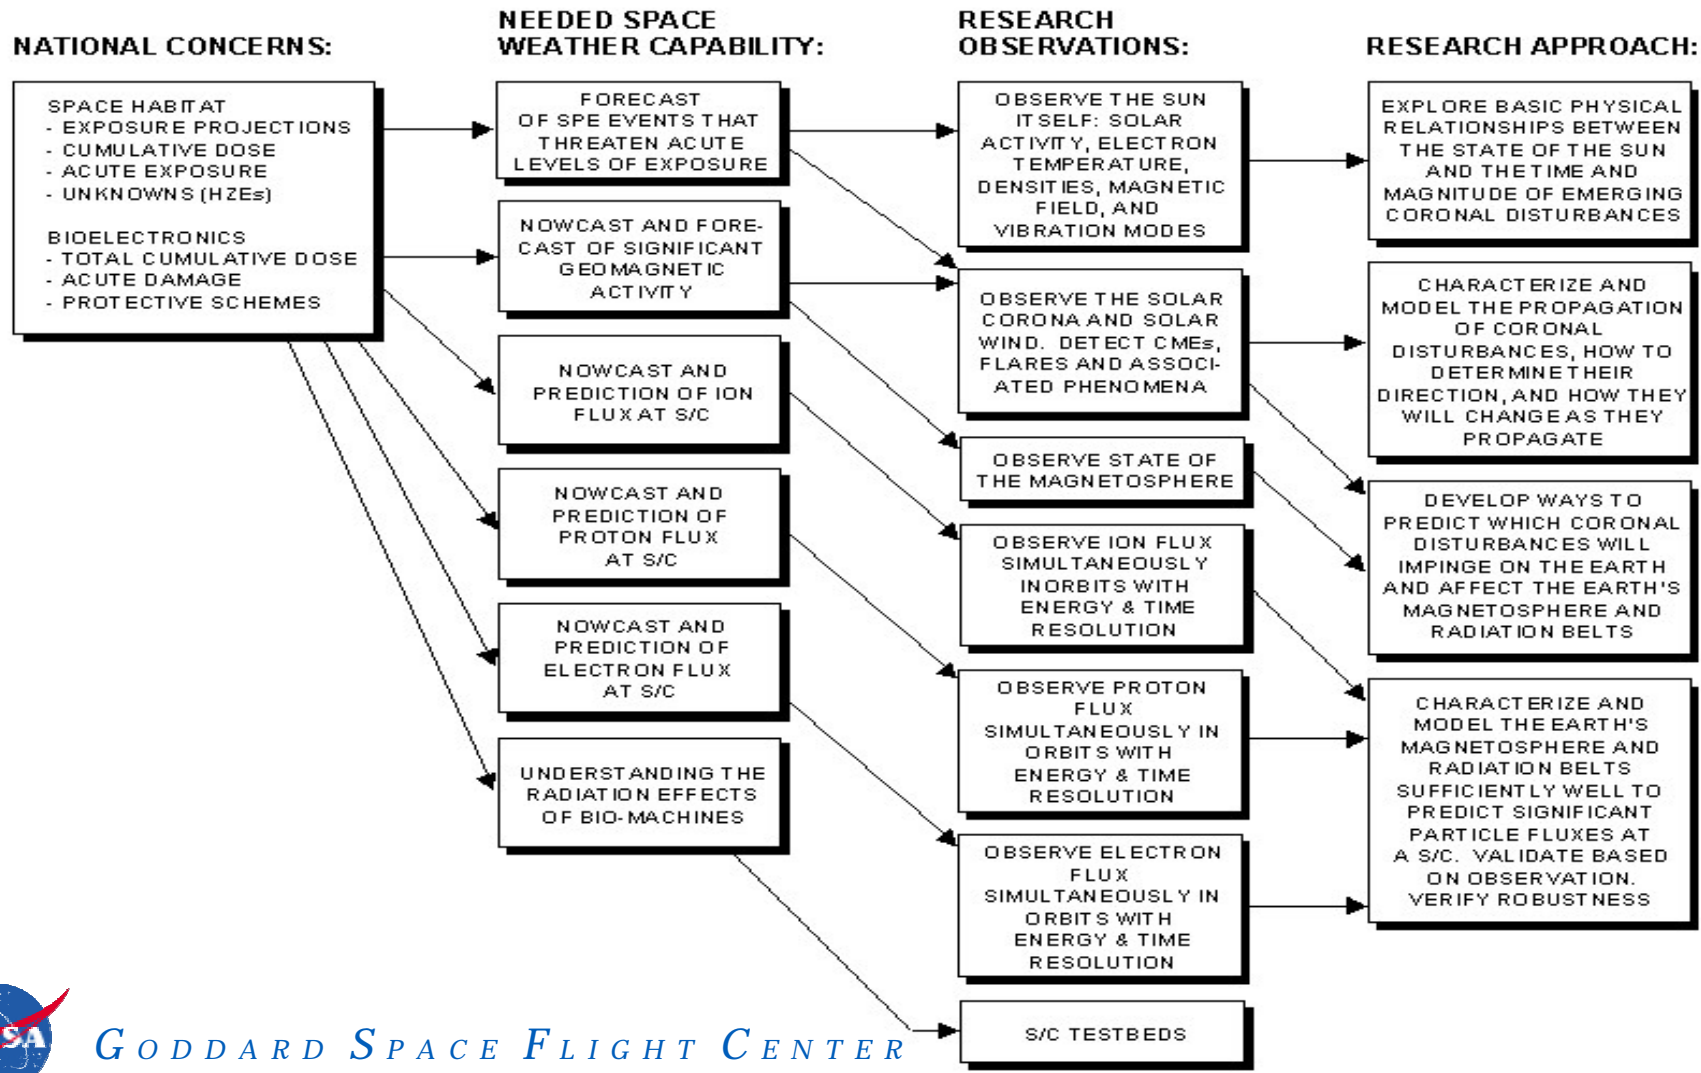 NATIONAL CONCERNS:
SPACE HABITAT
- EXPOSURE PROJECTIONS
- CUMULATIVE DOSE
- ACUTE EXPOSURE
- UNKNOWNS (HZEs)
BIOELECTRONICS
- TOTAL CUMULATIVE DOSE
- ACUTE DAMAGE
- PROTECTIVE SCHEMES
NEEDED SPACE
WEATHER CAPABILITY:
FORECAST
OF SPE EVENTS THAT
THREATEN ACUTE
LEVELS OF EXPOSURE
NOWCAST AND FORE-
CAST OF SIGNIFICANT
GEOMAGNETIC
ACTIVITY
NOWCAST AND
PREDICTION OF ION
FLUX AT S/C
NOWCAST AND
PREDICTION OF
PROTON FLUX
AT S/C
NOWCAST AND
PREDICTION OF
ELECTRON FLUX
AT S/C
UNDERSTANDING THE
RADIATION EFFECTS
OF BIO-MACHINES
RESEARCH
OBSERVATIONS:
OBSERVE THE SUN
ITSELF: SOLAR
ACTIVITY, ELECTRON
TEMPERATURE,
DENSITIES, MAGNETIC
FIELD, AND
VIBRATION MODES
OBSERVE THE SOLAR
CORONA AND SOLAR
WIND. DETECT CMEs,
FLARES AND ASSOCI-
ATED PHENOMENA
OBSERVE STATE OF
THE MAGNETOSPHERE
OBSERVE ION FLUX
SIMULTANEOUSLY
INORBITS WITH
ENERGY & TIME
RESOLUTION
OBSERVE PROTON
FLUX
SIMULTANEOUSLY IN
ORBITS WITH
ENERGY & TIME
RESOLUTION
OBSERVE ELECTRON
FLUX
SIMULTANEOUSLY IN
ORBITS WITH
ENERGY & TIME
RESOLUTION
S/C TESTBEDS
RESEARCH APPROACH:
EXPLORE BASIC PHYSICAL
RELATIONSHIPS BETWEEN
THE STATE OF THE SUN
AND THE TIME AND
MAGNITUDE OF EMERGING
CORONAL DISTURBANCES
CHARACTERIZE AND
MODEL THE PROPAGATION
OF CORONAL
DISTURBANCES, HOW TO
DETERMINE THEIR
DIRECTION, AND HOW THEY
WILL CHANGE AS THEY
PROPAGATE
DEVELOP WAYS TO
PREDICT WHICH CORONAL
DISTURBANCES WILL
IMPINGE ON THE EARTH
AND AFFECT THE EARTH'S
MAGNETOSPHERE AND
RADIATION BELTS
CHARACTERIZE AND
MODEL THE EARTH'S
MAGNETOSPHERE AND
RADIATION BELTS
SUFFICIENTLY WELL TO
PREDICT SIGNIFICANT
PARTICLE FLUXES AT
A S/C. VALIDATE BASED
ON OBSERVATION.
VERIFY ROBUSTNESS
SA
GODDARD SPACE FLIGHT CENTER